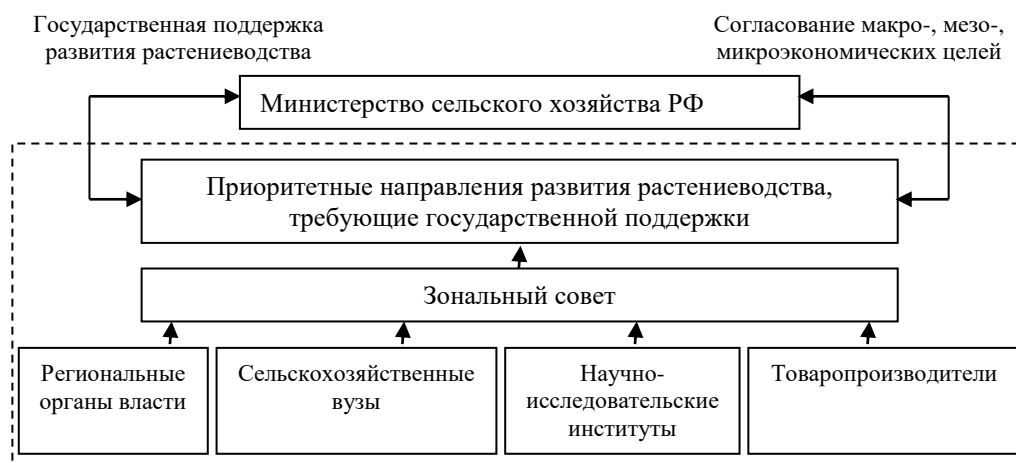 Государственная поддержка
развития растениеводства
Согласование макро-, мезо-,
микроэкономических целей
Министерство сельского хозяйства РФ
Приоритетные направления развития растениеводства,
требующие государственной поддержки
Зональный совет
Региональные
органы власти
Сельскохозяйственные
вузы
Научно-
исследовательские
институты
Товаропроизводители